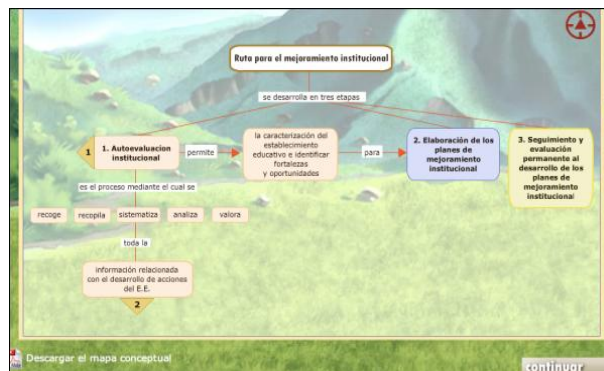 Ruta para el mejoramiento institucional
se desarrolla en tres etapas
1
1. Autoevaluacion
institucional
permite
la caracterización del
establecimiento
educativo e identificar
fortalezas
y oportunidades
para
2. Elaboración de los
planes de
mejoramiento
institucional
3. Seguimiento y
evaluación
permanente al
desarrollo de los
planes de
mejoramiento
institucional
es el proceso mediante el cual se
recoge
recopila
sistematiza
analiza
valora
toda la
información relacionada
con el desarrollo de acciones
del E.E.
2
Descargar el mapa conceptual
continuar